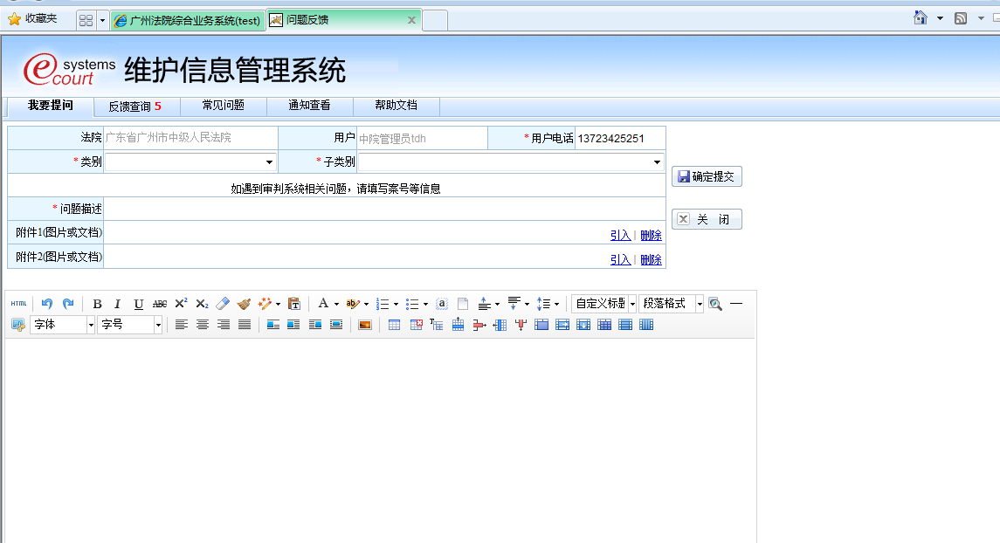 收藏夹 广州法院综合业务系统(test) 问题反馈
systems
ecourt
维护信息管理系统
我要提问 反馈查询 5 常见问题 通知查看 帮助文档
法院 广东省广州市中级人民法院 用户 中院管理员tdh * 用户电话 13723425251
* 类别 * 子类别
确定提交
如遇到审判系统相关问题，请填写案号等信息
* 问题描述
关 闭
附件1(图片或文档) 引入 | 删除
附件2(图片或文档) 引入 | 删除
HTML B I U ABC X² X₂ A ab a 自定义标题 段落格式
字体 字号